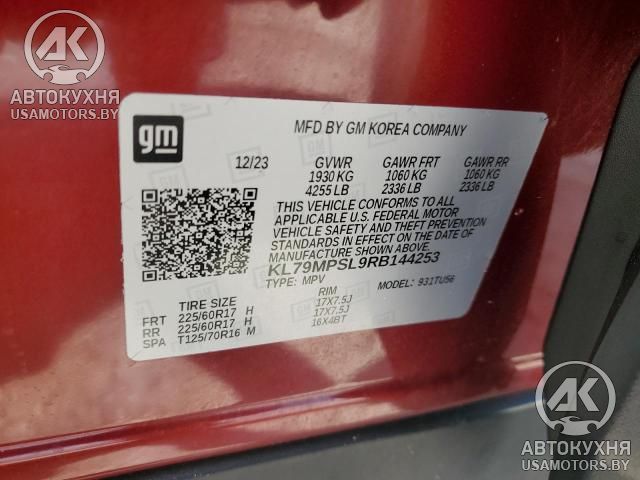 АК
АВТОКУХНЯ
USAMOTORS.BY
АК
АВТОКУХНЯ
USAMOTORS.BY
gm
MFD BY GM KOREA COMPANY
12/23 GVWR GAWR FRT GAWR RR
1930 KG 1060 KG 1060 KG
4255 LB 2336 LB 2336 LB
THIS VEHICLE CONFORMS TO ALL
APPLICABLE U.S. FEDERAL MOTOR
VEHICLE SAFETY AND THEFT PREVENTION
STANDARDS IN EFFECT ON THE DATE OF
MANUFACTURE SHOWN ABOVE.
KL79MPSL9RB144253
TYPE: MPV MODEL: 931TU56
TIRE SIZE RIM
FRT 225/60R17 H 17X7.5J
RR 225/60R17 H 17X7.5J
SPA T125/70R16 M 16X4BT
АК
АВТОКУХНЯ
USAMOTORS.BY